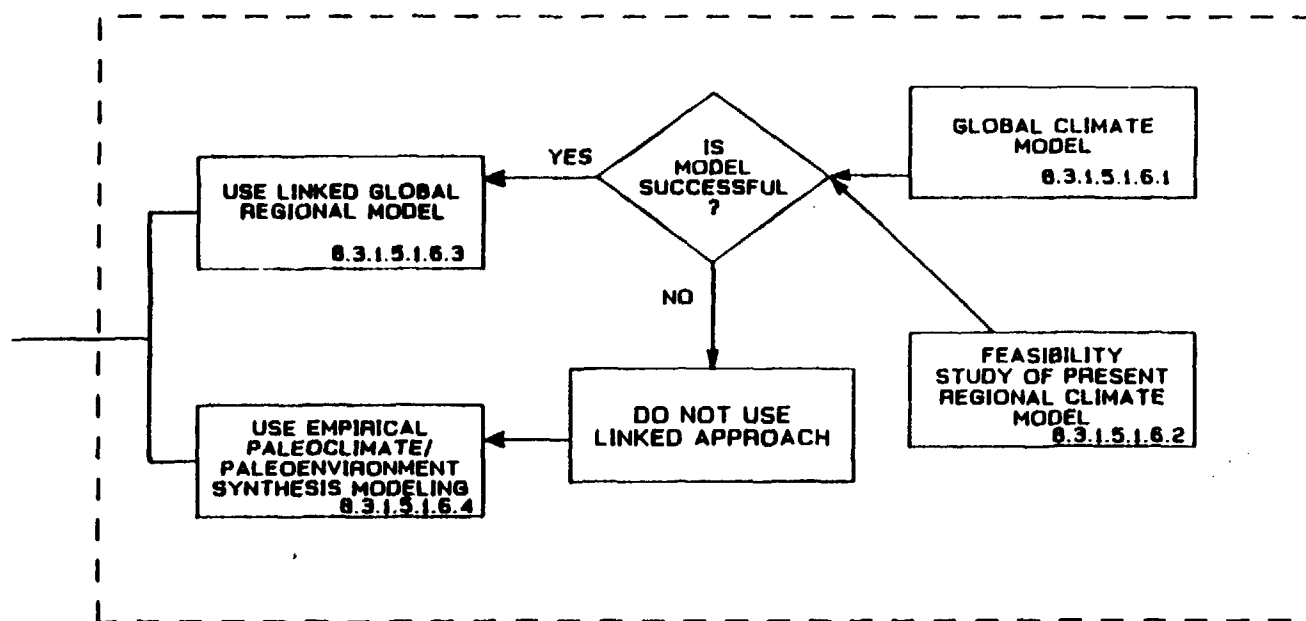 IS
MODEL
SUCCESSFUL
?
YES
NO
GLOBAL CLIMATE
MODEL
8.3.1.5.1.6.1
USE LINKED GLOBAL
REGIONAL MODEL
8.3.1.5.1.6.3
FEASIBILITY
STUDY OF PRESENT
REGIONAL CLIMATE
MODEL
8.3.1.5.1.6.2
DO NOT USE
LINKED APPROACH
USE EMPIRICAL
PALEOCLIMATE/
PALEOENVIRONMENT
SYNTHESIS MODELING
8.3.1.5.1.6.4